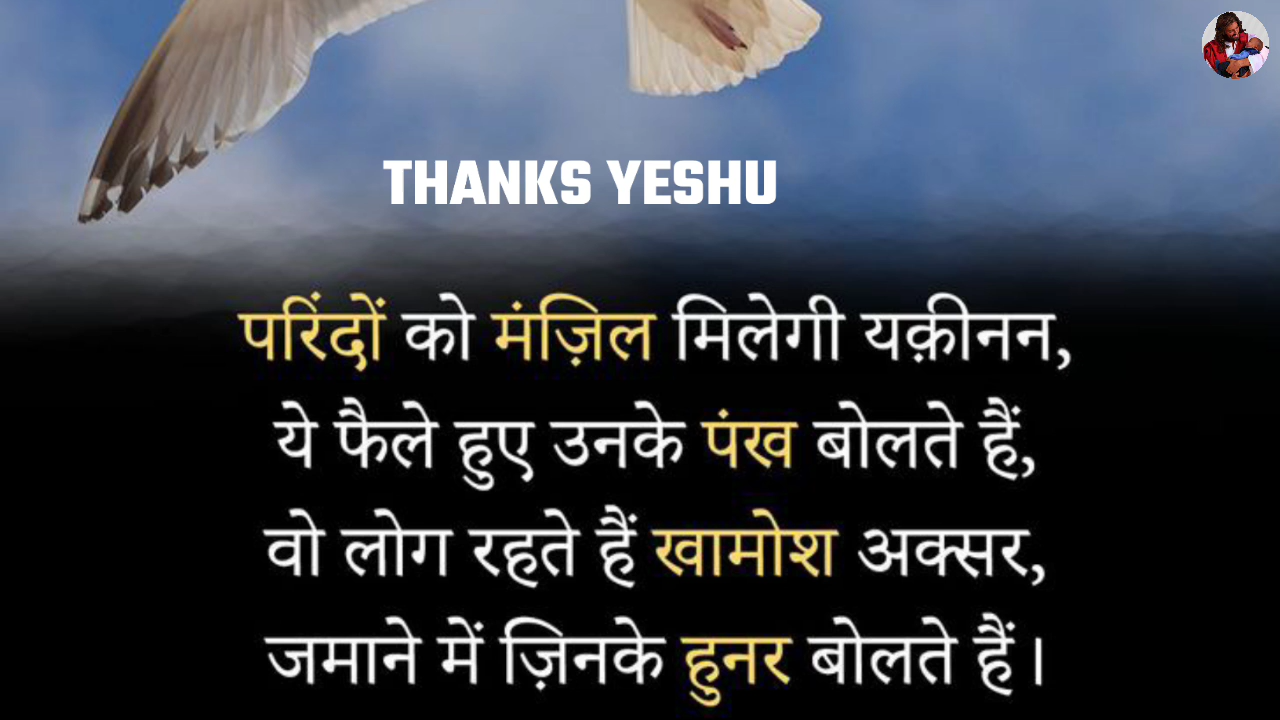 THANKS YESHU
परिंदों को मंज़िल मिलेगी यक़ीनन,
ये फैले हुए उनके पंख बोलते हैं,
वो लोग रहते हैं खामोश अक्सर,
जमाने में ज़िनके हुनर बोलते हैं।